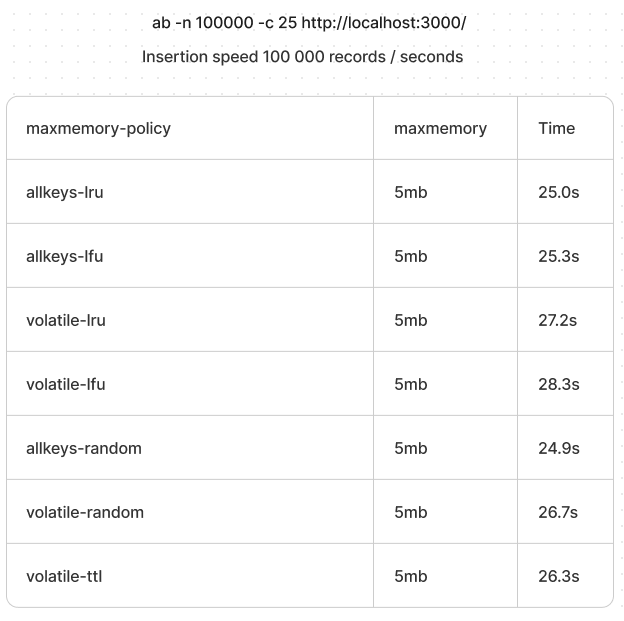 ab -n 100000 -c 25 http://localhost:3000/
Insertion speed 100 000 records / seconds
maxmemory-policy maxmemory Time
allkeys-lru 5mb 25.0s
allkeys-lfu 5mb 25.3s
volatile-lru 5mb 27.2s
volatile-lfu 5mb 28.3s
allkeys-random 5mb 24.9s
volatile-random 5mb 26.7s
volatile-ttl 5mb 26.3s